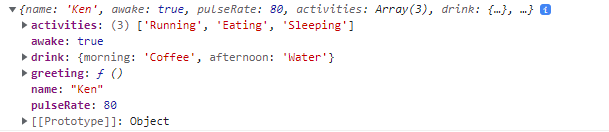 ▼ {name: 'Ken', awake: true, pulseRate: 80, activities: Array(3), drink: {…}, …} i
▶ activities: (3) ['Running', 'Eating', 'Sleeping']
awake: true
▶ drink: {morning: 'Coffee', afternoon: 'Water'}
▶ greeting: ƒ ()
name: "Ken"
pulseRate: 80
▶ [[Prototype]]: Object